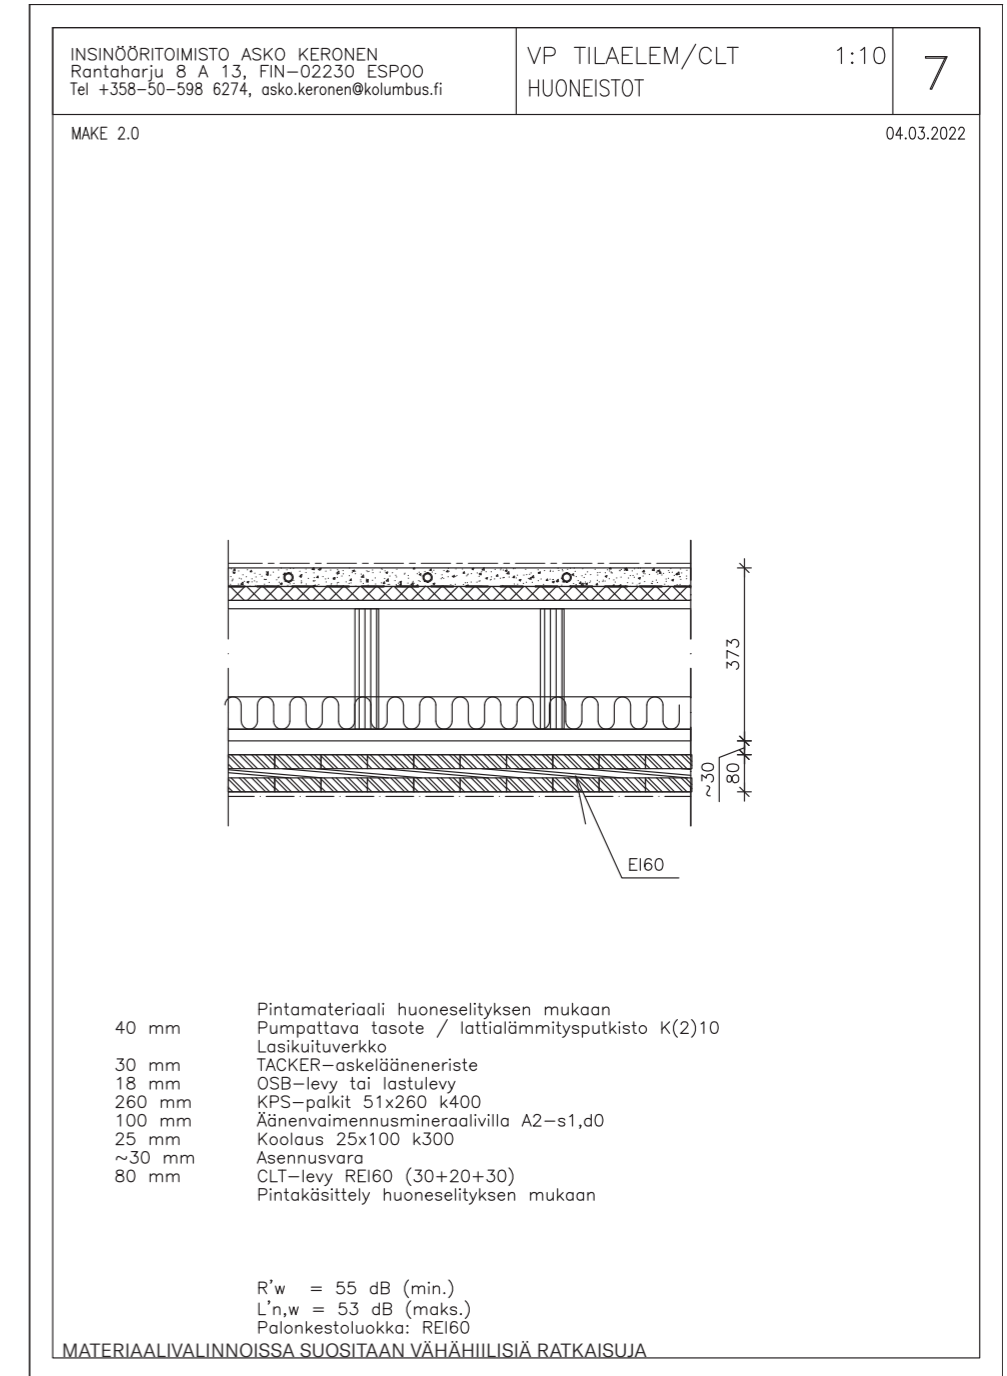 INSINÖÖRITOIMISTO ASKO KERONEN
Rantaharju 8 A 13, FIN-02230 ESPOO
Tel +358-50-598 6274, asko.keronen@kolumbus.fi
VP TILAELEM/CLT 1:10
HUONEISTOT
7
MAKE 2.0
04.03.2022
373
~30
80
EI60
Pintamateriaali huoneselityksen mukaan
40 mm Pumpattava tasote / lattialämmitysputkisto K(2)10
Lasikuituverkko
30 mm TACKER-askelääneneriste
18 mm OSB-levy tai lastulevy
260 mm KPS-palkit 51x260 k400
100 mm Äänenvaimennusmineraalivilla A2-s1,d0
25 mm Koolaus 25x100 k300
~30 mm Asennusvara
80 mm CLT-levy REI60 (30+20+30)
Pintakäsittely huoneselityksen mukaan
R'w = 55 dB (min.)
L'n,w = 53 dB (maks.)
Palonkestoluokka: REI60
MATERIAALIVALINNOISSA SUOSITAAN VÄHÄHIILISIÄ RATKAISUJA